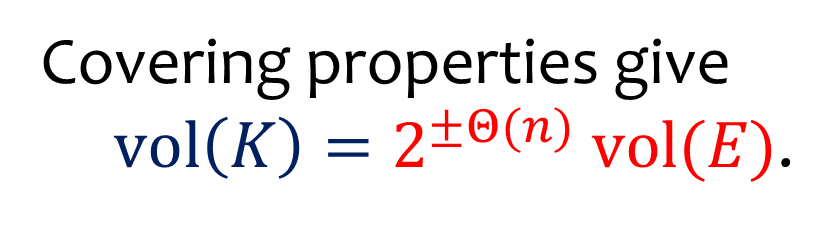 Covering properties give
vol(K) = 2^{±Θ(n)} vol(E).